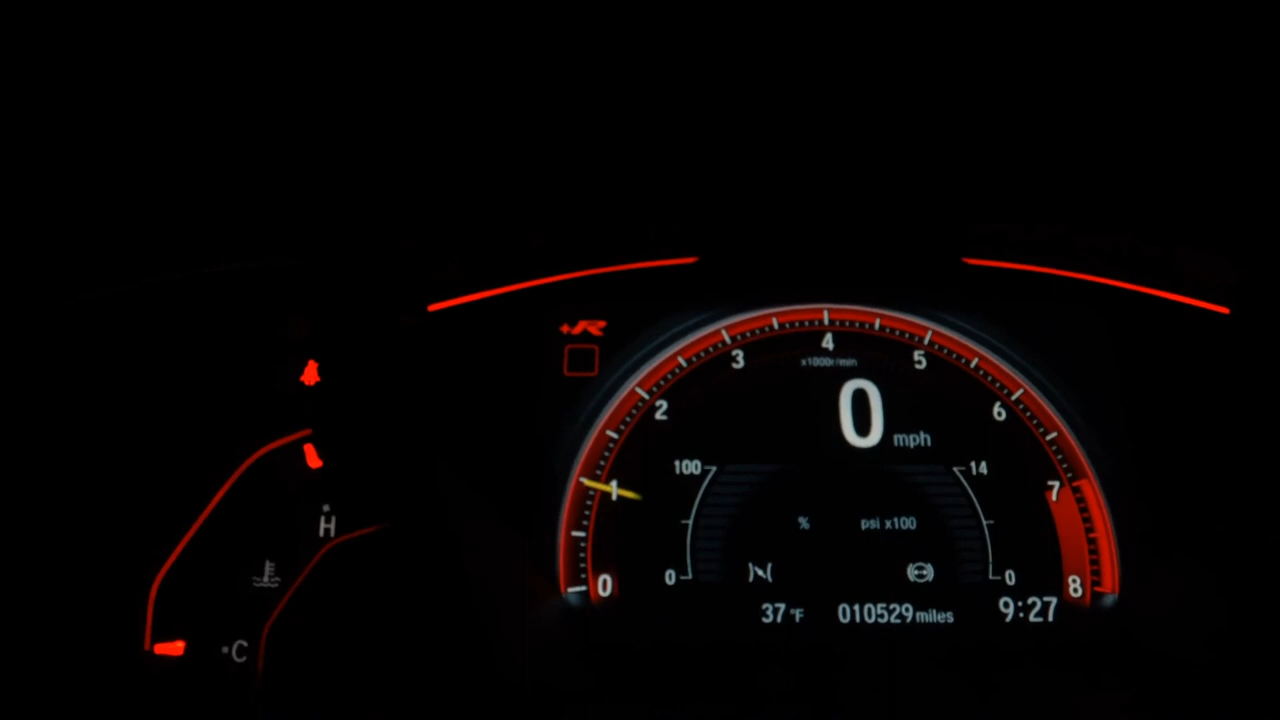 +R
4
3 5
x1000r/min
2 6
0 mph
100 14
1 7
H
% psi x100
0 0
0 8
37 °F 010529 miles 9:27
C